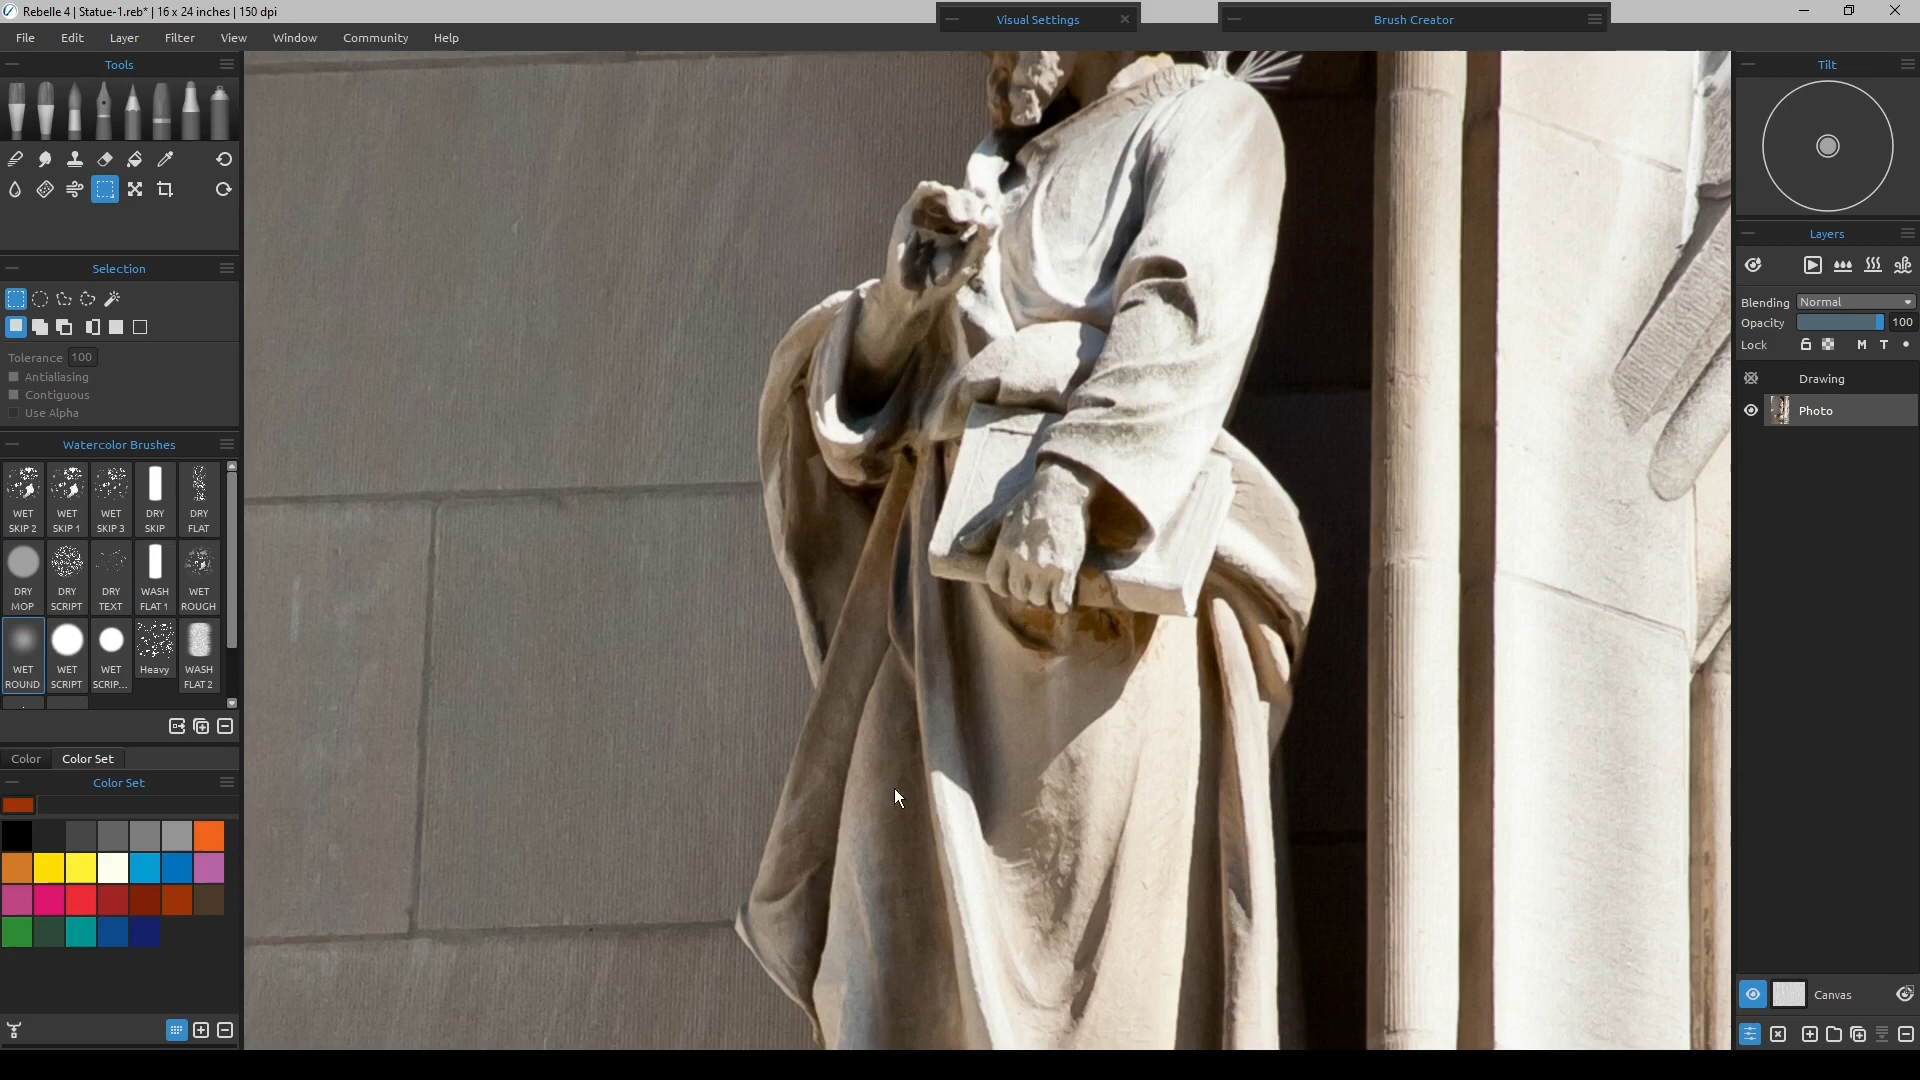 Rebelle 4 | Statue-1.reb* | 16 x 24 inches | 150 dpi
Visual Settings
Brush Creator
File Edit Layer Filter View Window Community Help
Tools
Tilt
Selection
Layers
Blending Normal
Opacity 100
Lock M T
Tolerance 100
Antialiasing
Contiguous
Use Alpha
Drawing
Photo
Watercolor Brushes
WET SKIP 2
WET SKIP 1
WET SKIP 3
DRY SKIP
DRY FLAT
DRY MOP
DRY SCRIPT
DRY TEXT
WASH FLAT 1
WET ROUGH
WET ROUND
WET SCRIPT
WET SCRIP...
Heavy
WASH FLAT 2
Color Color Set
Color Set
Canvas